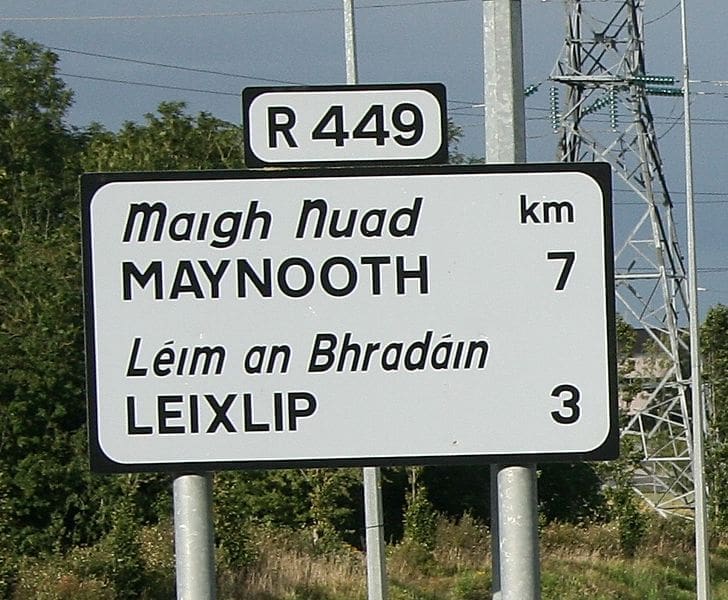 R 449
km
Maigh Nuad
MAYNOOTH 7
Léim an Bhradáin
LEIXLIP 3